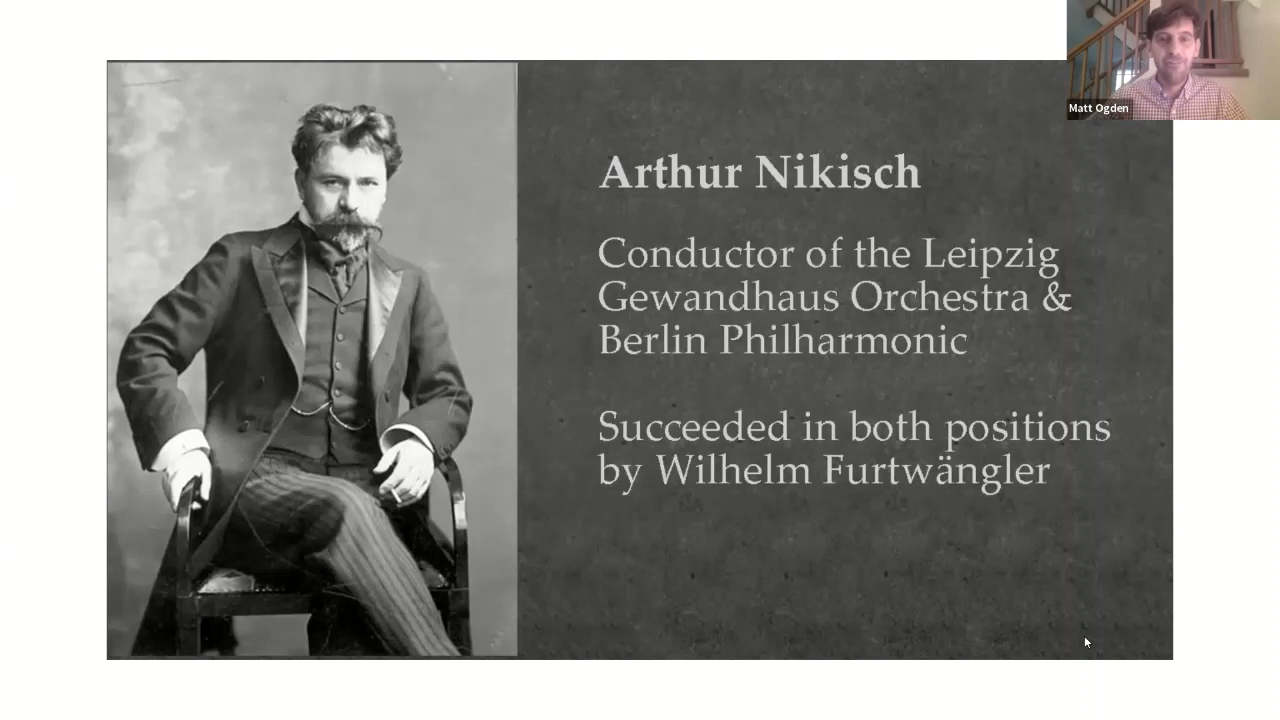 Arthur Nikisch
Conductor of the Leipzig
Gewandhaus Orchestra &
Berlin Philharmonic
Succeeded in both positions
by Wilhelm Furtwängler
Matt Ogden